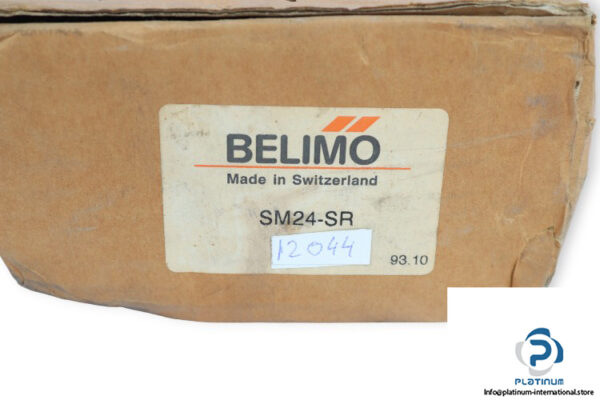 BELIMO
Made in Switzerland
SM24-SR
12044
93.10
PLATINUM
Info@platinum-international.store